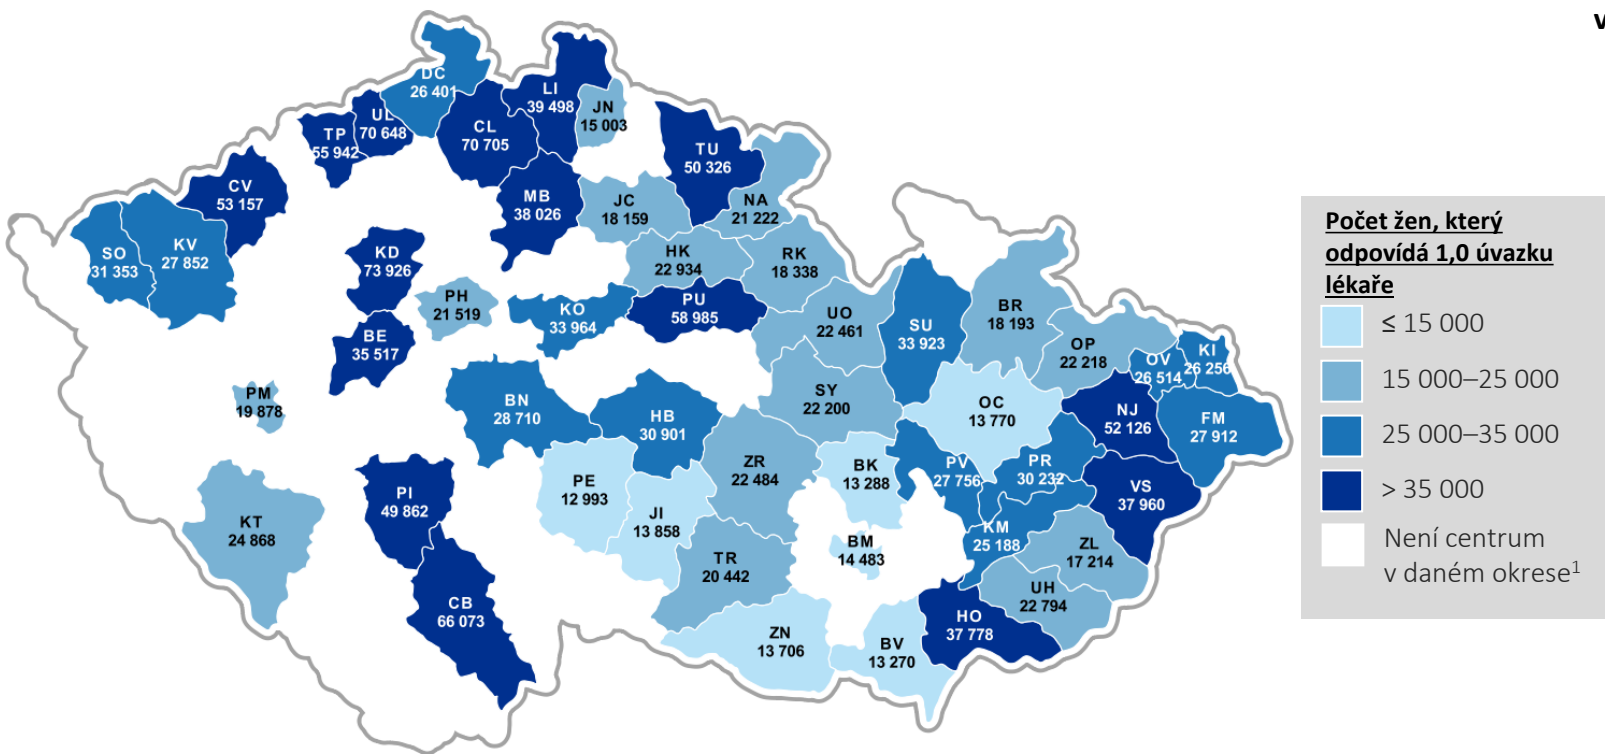 v
DC
26 401
LI
39 498
JN
15 003
UL
70 648
TP
55 942
CL
70 705
TU
50 326
CV
53 157
MB
38 026
JC
18 159
NA
21 222
SO
31 353
KV
27 852
KD
73 926
HK
22 934
RK
18 338
PH
21 519
KO
33 964
PU
58 985
UO
22 461
SU
33 923
BR
18 193
BE
35 517
OP
22 218
OV
26 514
KI
26 256
PM
19 878
BN
28 710
HB
30 901
SY
22 200
OC
13 770
NJ
52 126
FM
27 912
PE
12 993
ZR
22 484
BK
13 288
PV
27 756
PR
30 232
VS
37 960
KT
24 868
PI
49 862
JI
13 858
TR
20 442
BM
14 483
KM
25 188
ZL
17 214
UH
22 794
CB
66 073
ZN
13 706
BV
13 270
HO
37 778
Počet žen, který
odpovídá 1,0 úvazku
lékaře
≤ 15 000
15 000–25 000
25 000–35 000
> 35 000
Není centrum
v daném okrese¹